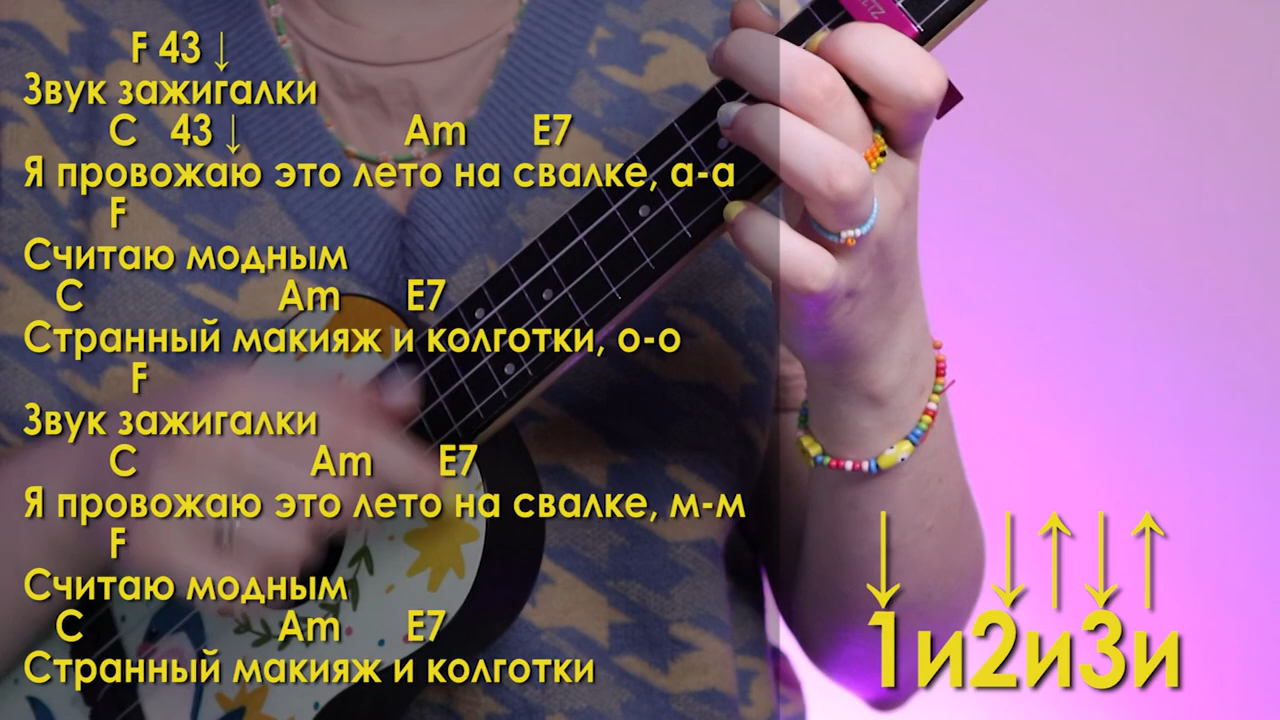 F 43 ↓
Звук зажигалки
C 43 ↓ Am E7
Я провожаю это лето на свалке, а-а
F
Считаю модным
C Am E7
Странный макияж и колготки, о-о
F
Звук зажигалки
C Am E7
Я провожаю это лето на свалке, м-м
F
Считаю модным
C Am E7
Странный макияж и колготки
↓ ↓ ↑ ↓ ↑
1и2и3и